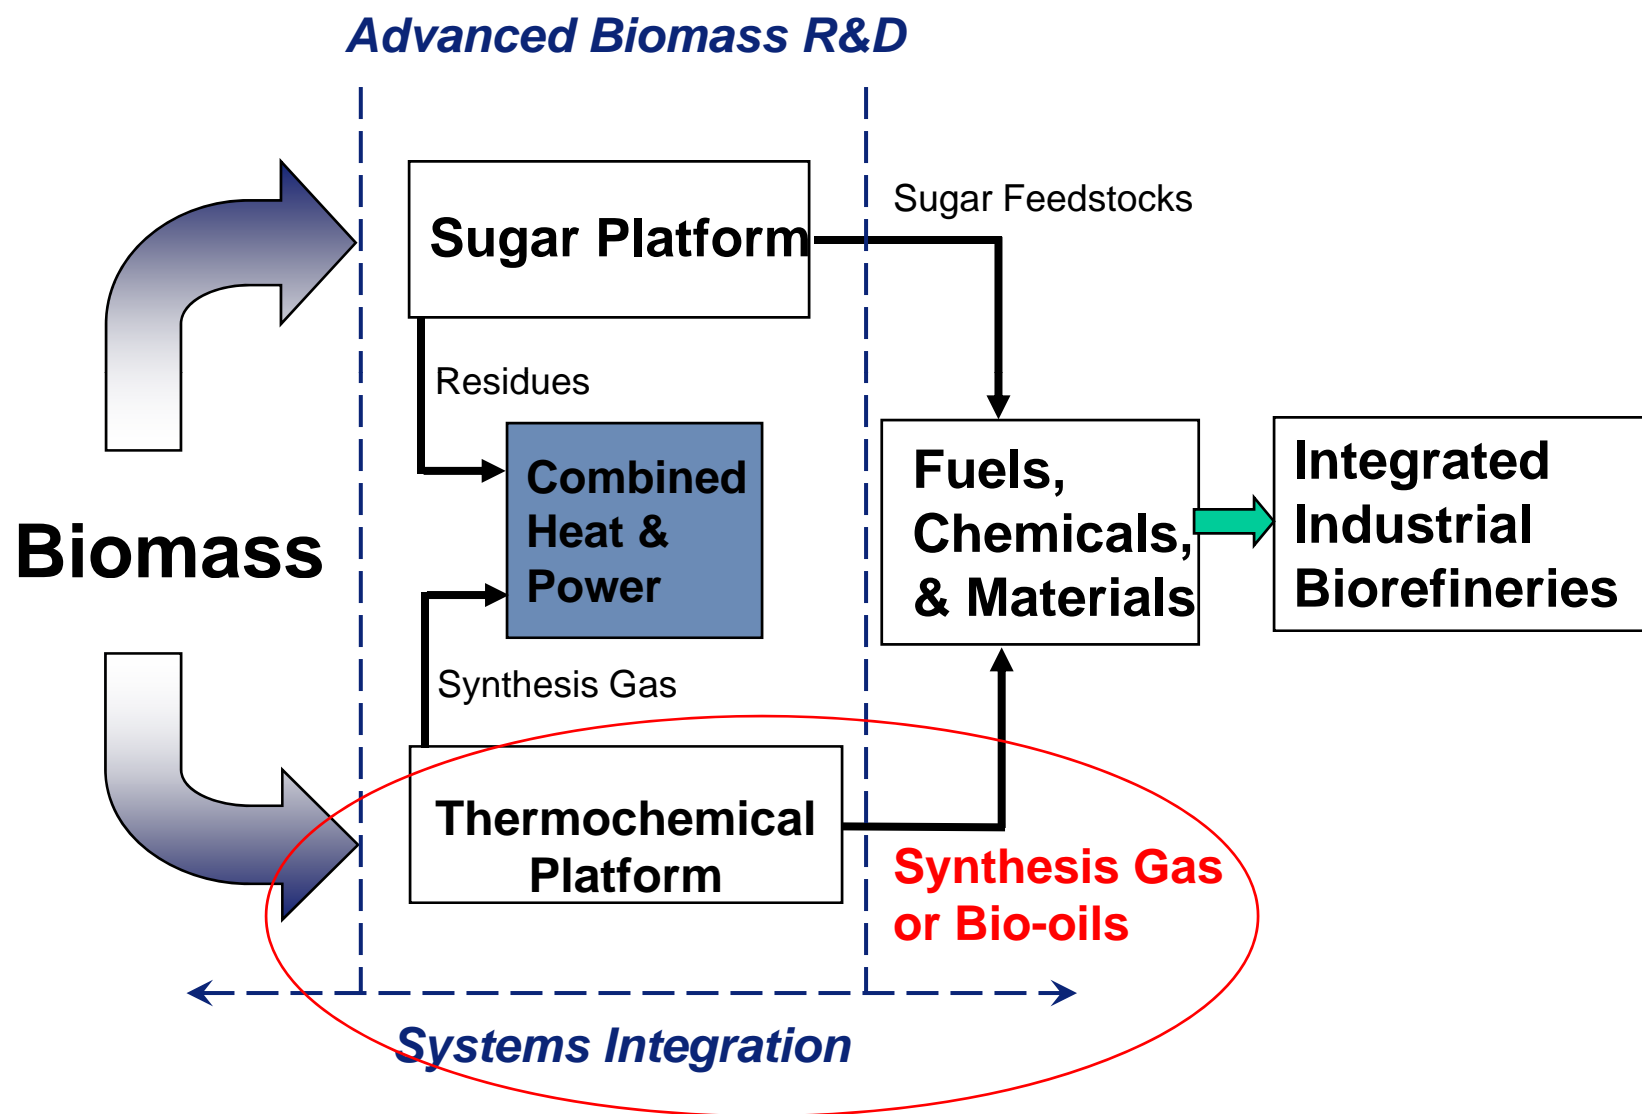 Advanced Biomass R&D
Sugar Feedstocks
Sugar Platform
Residues
Combined
Heat &
Power
Fuels,
Chemicals,
& Materials
Integrated
Industrial
Biorefineries
Biomass
Synthesis Gas
Thermochemical
Platform
Synthesis Gas
or Bio-oils
Systems Integration